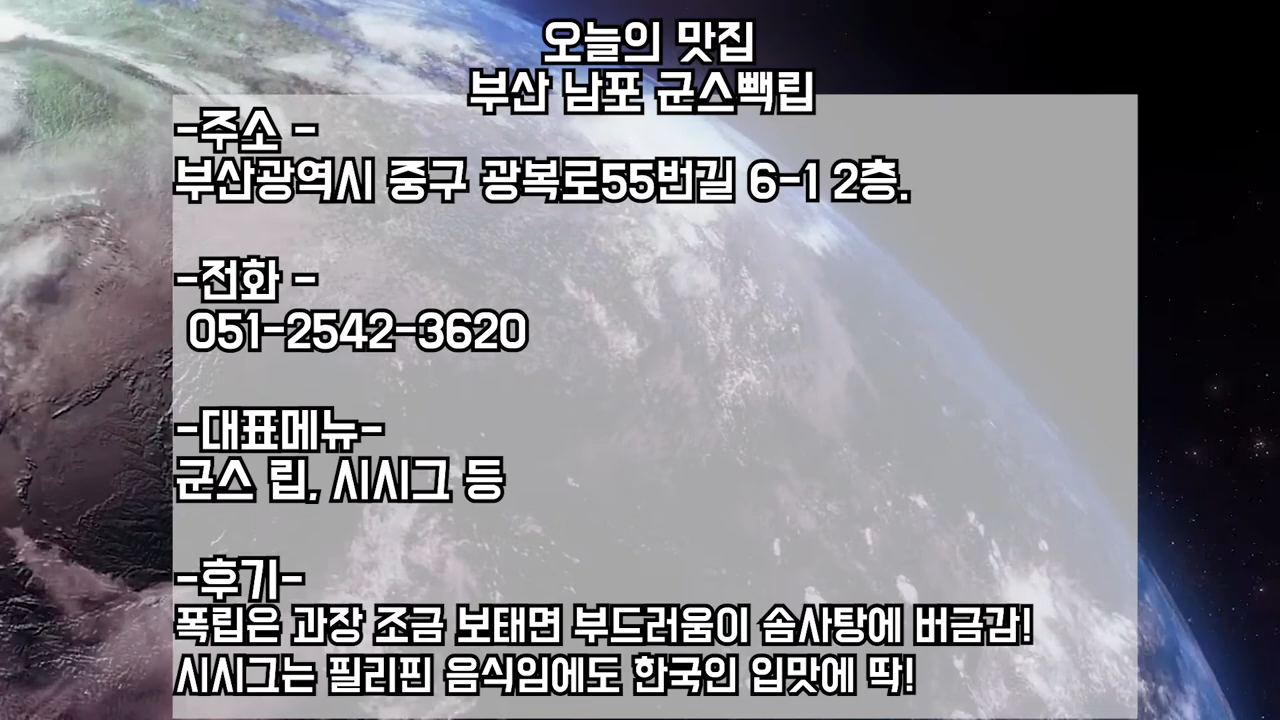 오늘의 맛집
부산 남포 군스빽립
-주소 -
부산광역시 중구 광복로55번길 6-1 2층.
-전화 -
051-2542-3620
-대표메뉴-
군스 립, 시시그 등
-후기-
폭립은 과장 조금 보태면 부드러움이 솜사탕에 버금감!
시시그는 필리핀 음식임에도 한국인 입맛에 딱!